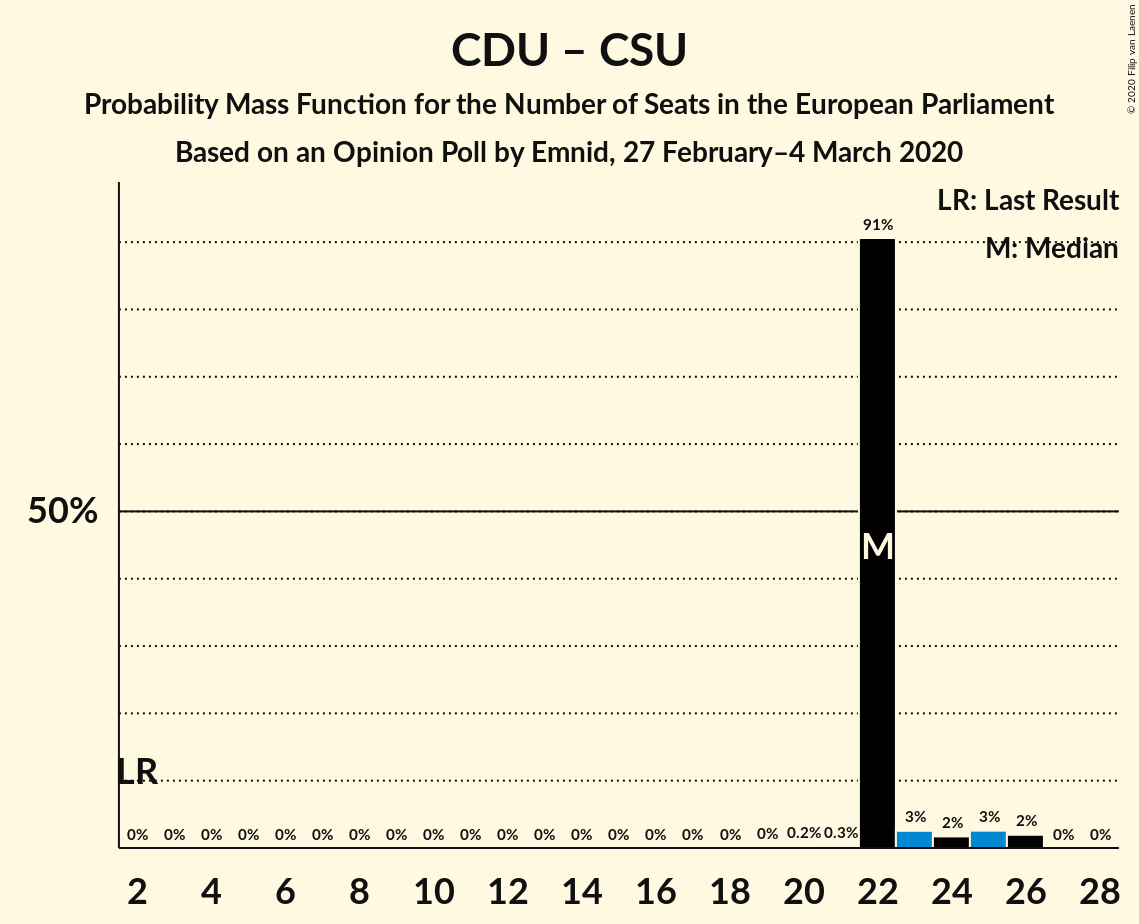 CDU – CSU
Probability Mass Function for the Number of Seats in the European Parliament
Based on an Opinion Poll by Emnid, 27 February–4 March 2020
© 2020 Filip van Laenen
LR: Last Result
M: Median
91%
50%
M
LR
0% 0% 0% 0% 0% 0% 0% 0% 0% 0% 0% 0% 0% 0% 0% 0% 0% 0% 0.2% 0.3% 3% 2% 3% 2% 0% 0%
2 4 6 8 10 12 14 16 18 20 22 24 26 28